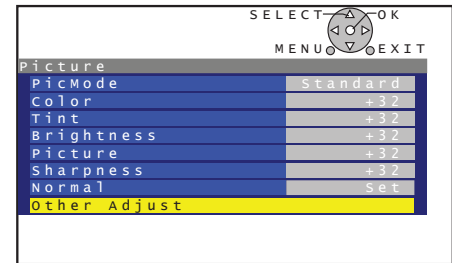 SELECT OK
MENU EXIT
Picture
PicMode Standard
Color +32
Tint +32
Brightness +32
Picture +32
Sharpness +32
Normal Set
Other Adjust